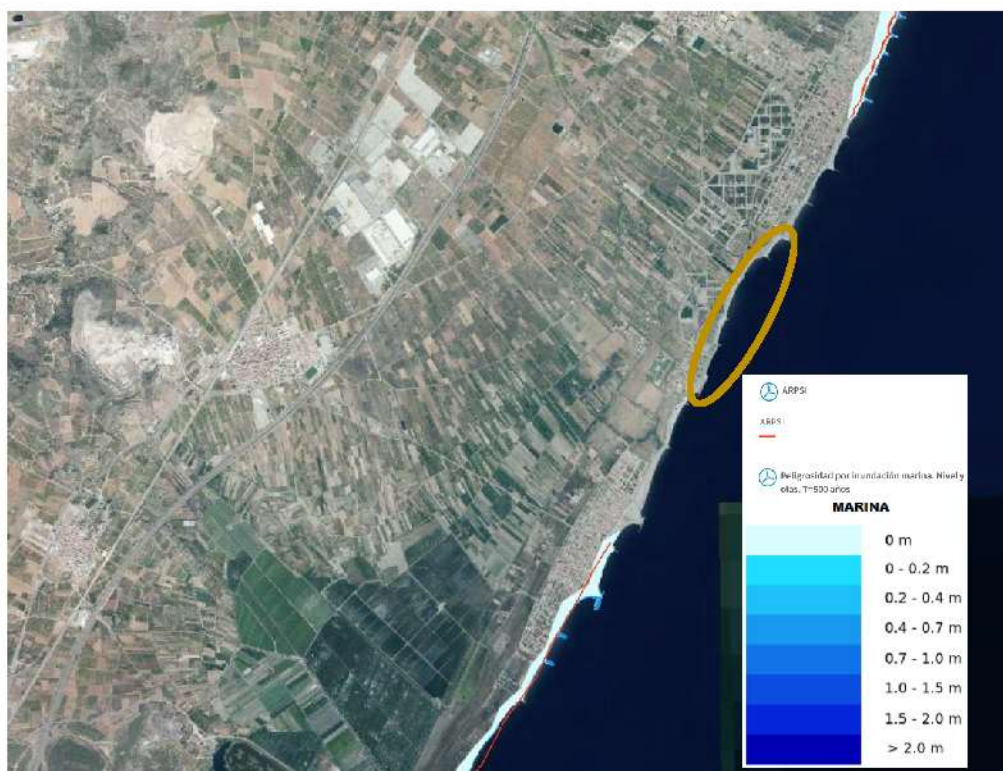 ARPSI
ARPSI
Peligrosidad por inundación marina. Nivel y
olas. T=500 años
MARINA
0 m
0 - 0.2 m
0.2 - 0.4 m
0.4 - 0.7 m
0.7 - 1.0 m
1.0 - 1.5 m
1.5 - 2.0 m
> 2.0 m